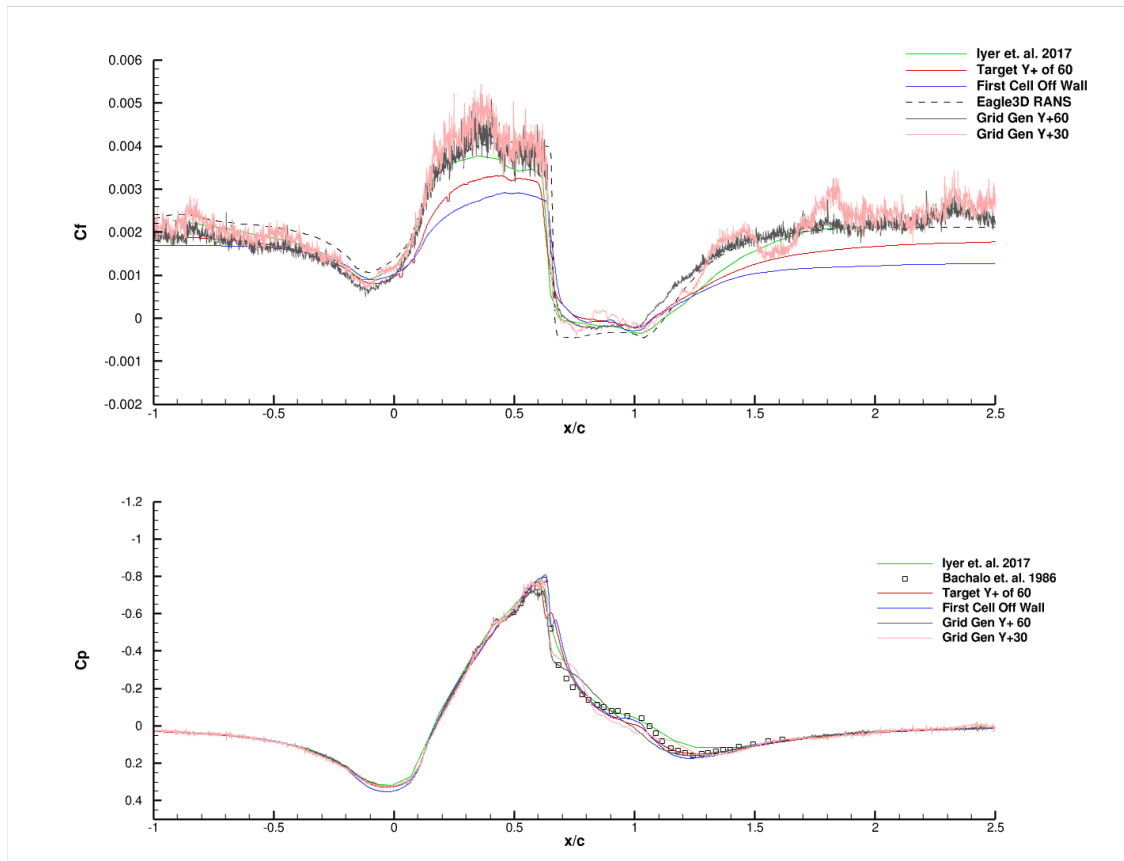 0.006
0.005
0.004
0.003
0.002
0.001
0
-0.001
-0.002
Cf
Iyer et. al. 2017
Target Y+ of 60
First Cell Off Wall
Eagle3D RANS
Grid Gen Y+60
Grid Gen Y+30
-1 -0.5 0 0.5 1 1.5 2 2.5
x/c
-1.2
-1
-0.8
-0.6
-0.4
-0.2
0
0.2
0.4
Cp
Iyer et. al. 2017
Bachalo et. al. 1986
Target Y+ of 60
First Cell Off Wall
Grid Gen Y+ 60
Grid Gen Y+30
-1 -0.5 0 0.5 1 1.5 2 2.5
x/c